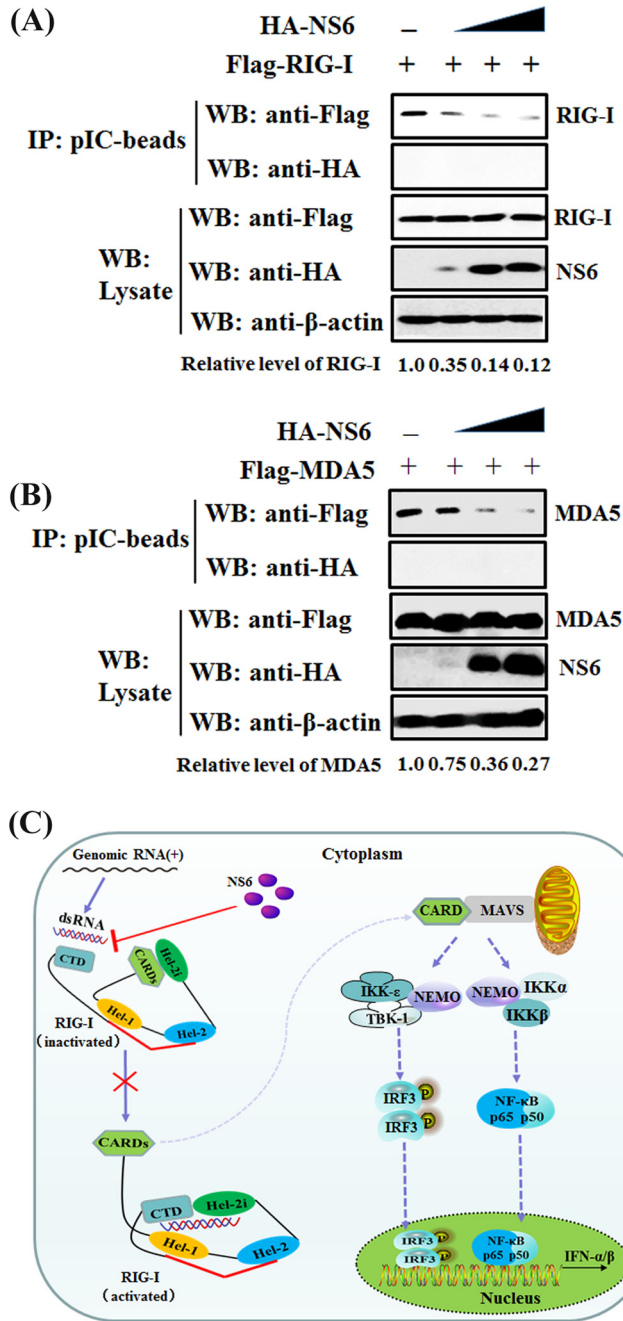 (A)
HA-NS6 –
Flag-RIG-I + + + +
IP: pIC-beads
WB: anti-Flag RIG-I
WB: anti-HA
WB: Lysate
WB: anti-Flag RIG-I
WB: anti-HA NS6
WB: anti-β-actin
Relative level of RIG-I 1.0 0.35 0.14 0.12
(B)
HA-NS6 –
Flag-MDA5 + + + +
IP: pIC-beads
WB: anti-Flag MDA5
WB: anti-HA
WB: Lysate
WB: anti-Flag MDA5
WB: anti-HA NS6
WB: anti-β-actin
Relative level of MDA5 1.0 0.75 0.36 0.27
(C)
Genomic RNA(+)
Cytoplasm
NS6
dsRNA
CTD
CARDs
Hel-2i
Hel-1
Hel-2
RIG-I
(inactivated)
CARDs
CTD
Hel-2i
Hel-1
Hel-2
RIG-I
(activated)
CARD
MAVS
IKK-ε
TBK-1
NEMO
NEMO
IKKα
IKKβ
IRF3 P
IRF3 P
NF-κB
p65 p50
IRF3 P
IRF3 P
NF-κB
p65 p50
IFN-α/β
Nucleus